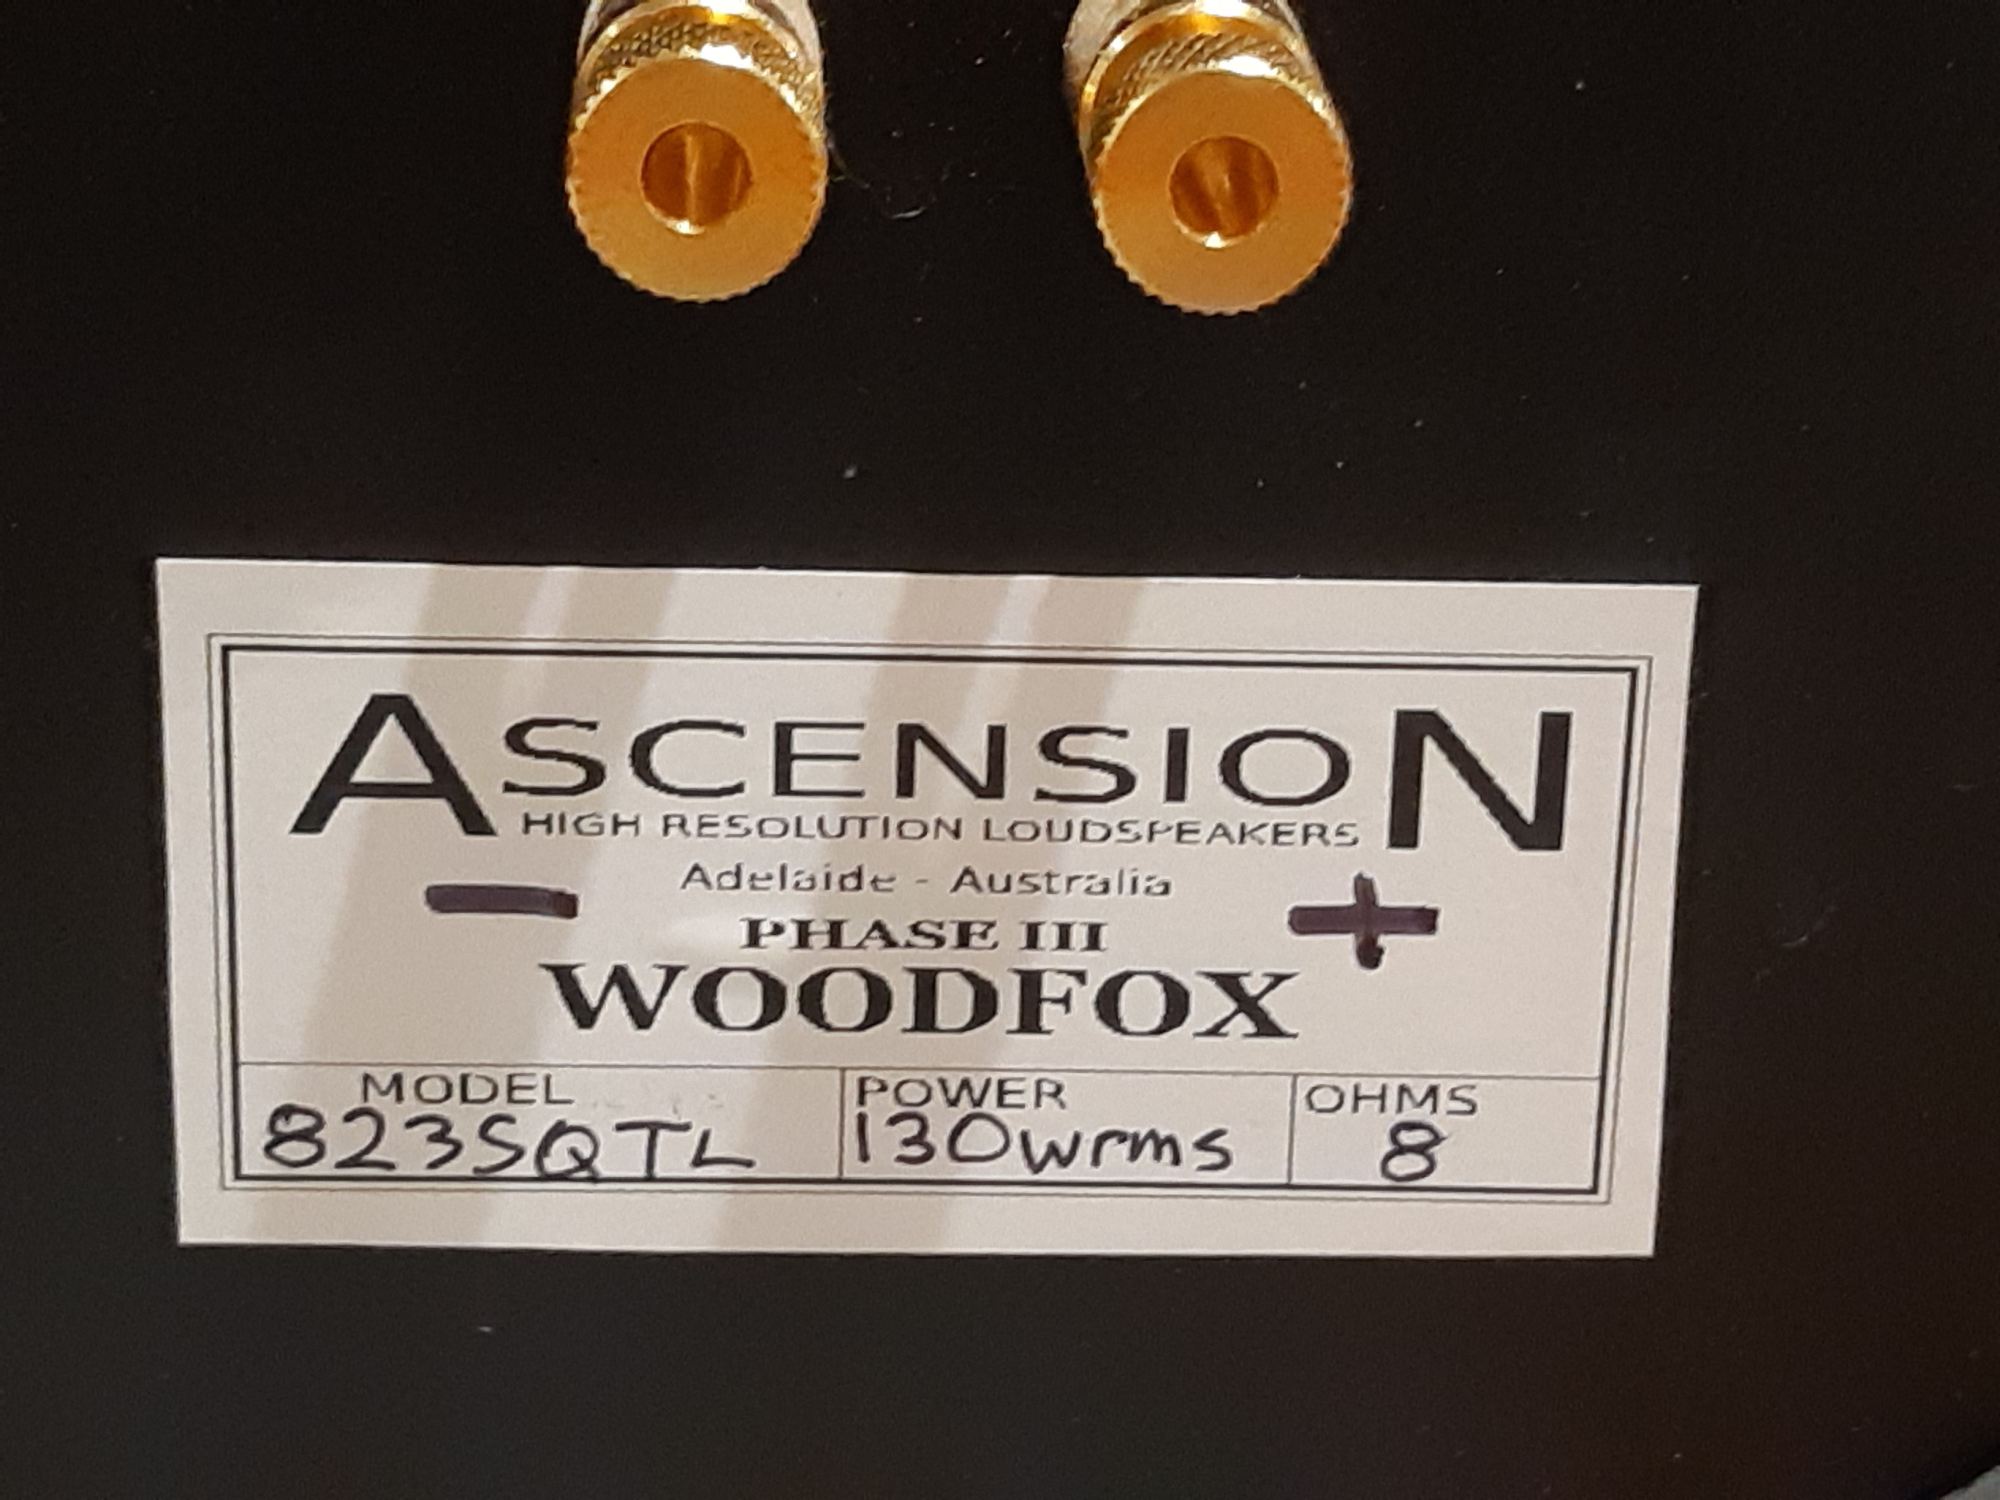 ASCENSION
HIGH RESOLUTION LOUDSPEAKERS
Adelaide - Australia
- +
PHASE III
WOODFOX
MODEL POWER OHMS
823SQTL 130wrms 8